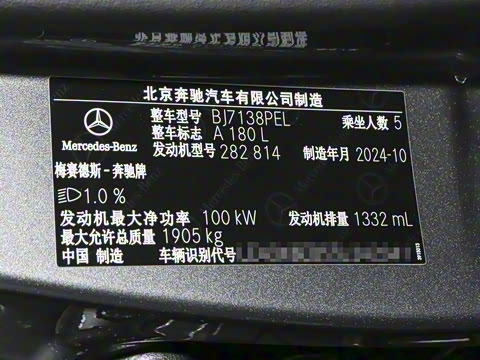 北京奔驰汽车有限公司制造
整车型号 BJ7138PEL 乘坐人数 5
整车标志 A 180 L
Mercedes-Benz 发动机型号 282 814 制造年月 2024-10
梅赛德斯-奔驰牌
1.0 %
发动机最大净功率 100 kW 发动机排量 1332 mL
最大允许总质量 1905 kg
中国 制造 车辆识别代号